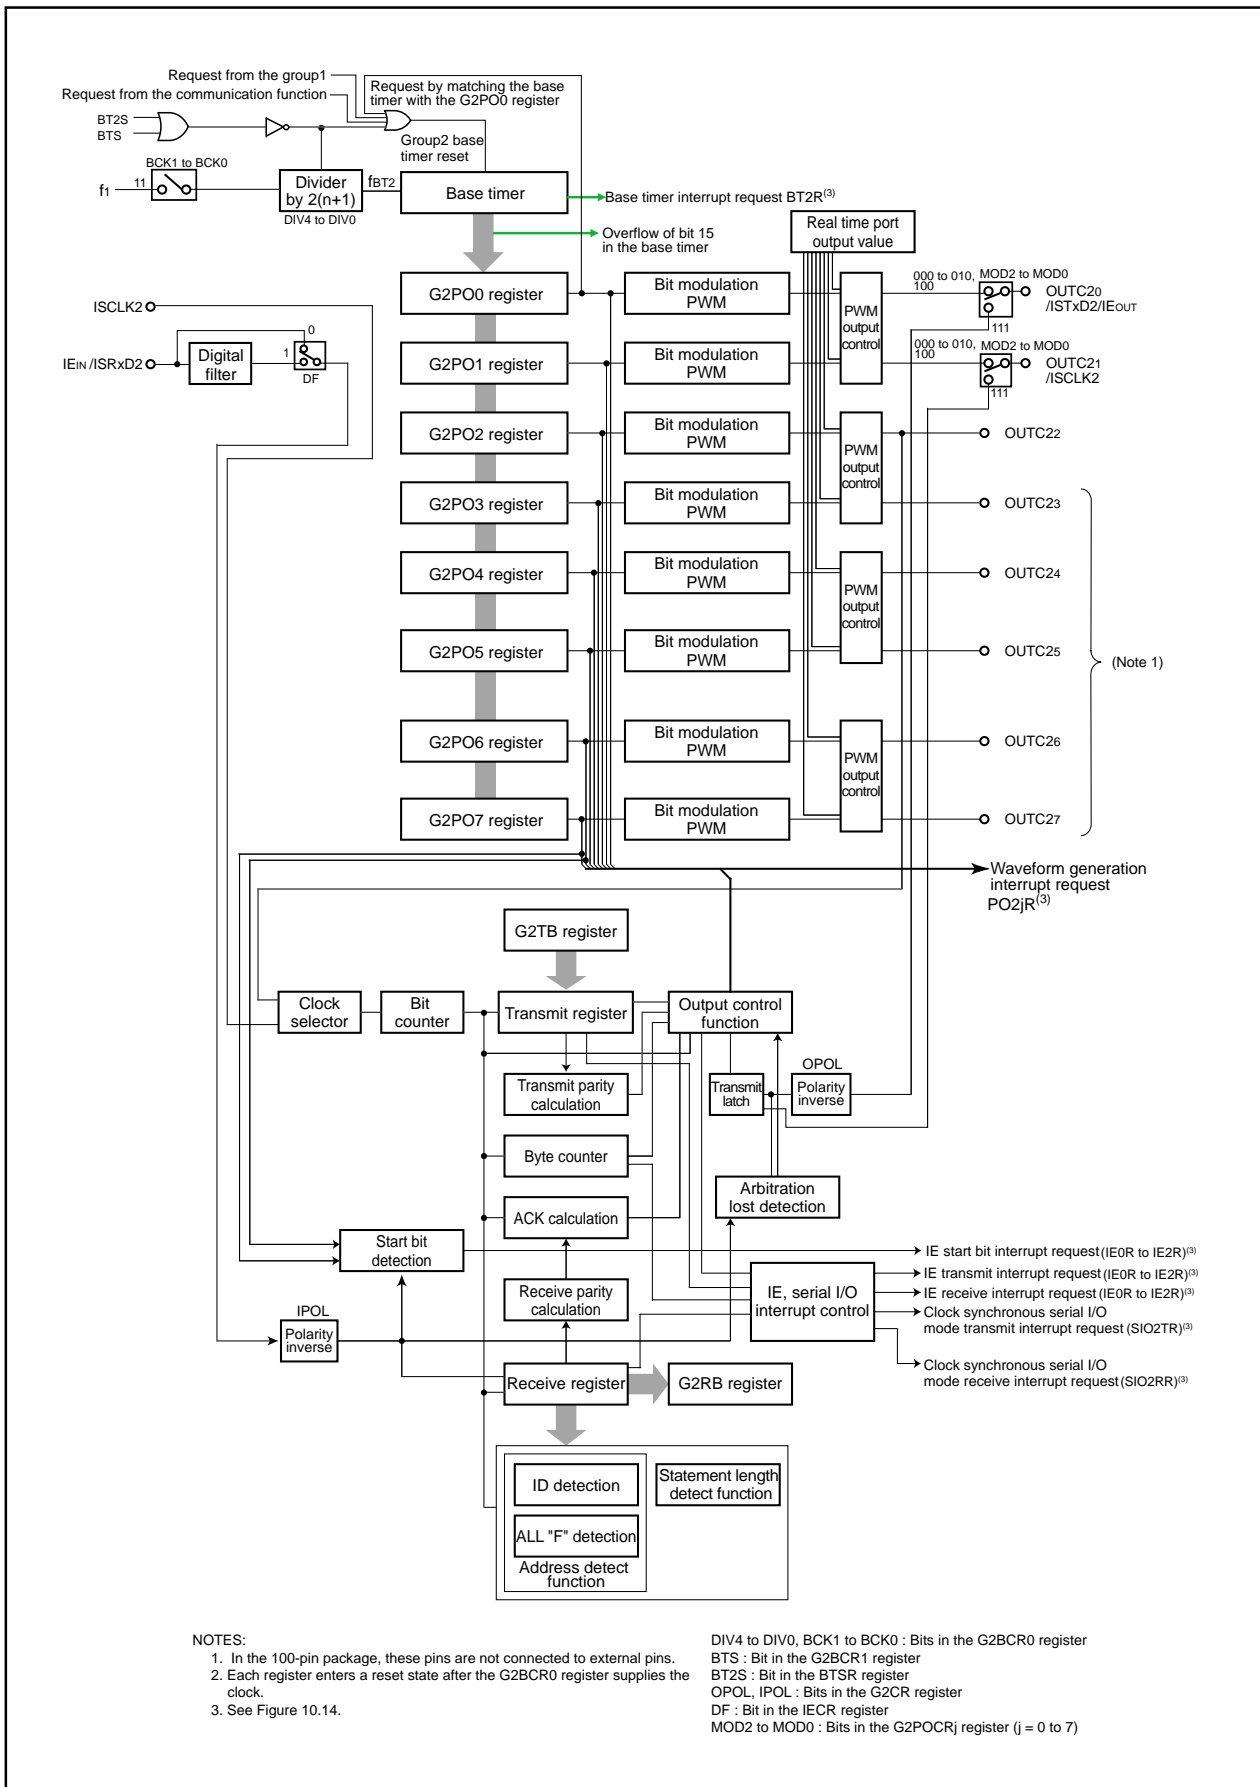 Request from the group1
Request from the communication function
Request by matching the base
timer with the G2PO0 register
BT2S
BTS
Group2 base
timer reset
BCK1 to BCK0
f1
11
Divider
by 2(n+1)
DIV4 to DIV0
fBT2
Base timer
Base timer interrupt request BT2R(3)
Overflow of bit 15
in the base timer
Real time port
output value
ISCLK2
IEIN /ISRxD2
Digital
filter
0
1
DF
G2PO0 register
Bit modulation
PWM
G2PO1 register
Bit modulation
PWM
PWM
output
control
000 to 010,
100
MOD2 to MOD0
111
OUTC20
/ISTxD2/IEOUT
000 to 010,
100
MOD2 to MOD0
111
OUTC21
/ISCLK2
G2PO2 register
Bit modulation
PWM
G2PO3 register
Bit modulation
PWM
PWM
output
control
OUTC22
OUTC23
G2PO4 register
Bit modulation
PWM
G2PO5 register
Bit modulation
PWM
PWM
output
control
OUTC24
OUTC25
(Note 1)
G2PO6 register
Bit modulation
PWM
G2PO7 register
Bit modulation
PWM
PWM
output
control
OUTC26
OUTC27
Waveform generation
interrupt request
PO2jR(3)
G2TB register
Clock
selector
Bit
counter
Transmit register
Output control
function
Transmit parity
calculation
Transmit
latch
OPOL
Polarity
inverse
Byte counter
ACK calculation
Arbitration
lost detection
Start bit
detection
Receive parity
calculation
IE, serial I/O
interrupt control
IE start bit interrupt request (IE0R to IE2R)(3)
IE transmit interrupt request (IE0R to IE2R)(3)
IE receive interrupt request (IE0R to IE2R)(3)
Clock synchronous serial I/O
mode transmit interrupt request (SIO2TR)(3)
Clock synchronous serial I/O
mode receive interrupt request (SIO2RR)(3)
IPOL
Polarity
inverse
Receive register
G2RB register
ID detection
Statement length
detect function
ALL "F" detection
Address detect
function
NOTES:
1. In the 100-pin package, these pins are not connected to external pins.
2. Each register enters a reset state after the G2BCR0 register supplies the
clock.
3. See Figure 10.14.
DIV4 to DIV0, BCK1 to BCK0 : Bits in the G2BCR0 register
BTS : Bit in the G2BCR1 register
BT2S : Bit in the BTSR register
OPOL, IPOL : Bits in the G2CR register
DF : Bit in the IECR register
MOD2 to MOD0 : Bits in the G2POCRj register (j = 0 to 7)